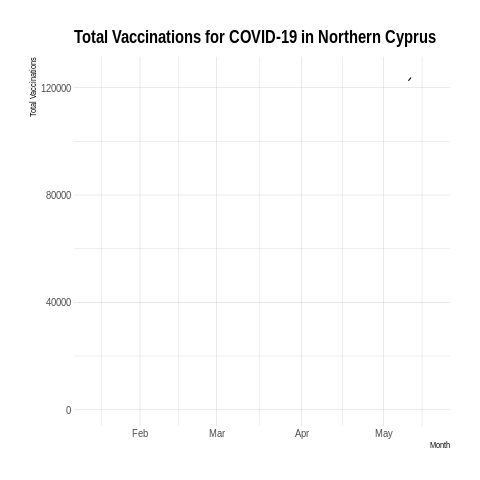 Total Vaccinations for COVID-19 in Northern Cyprus
Total Vaccinations
120000
80000
40000
0
Feb Mar Apr May
Month